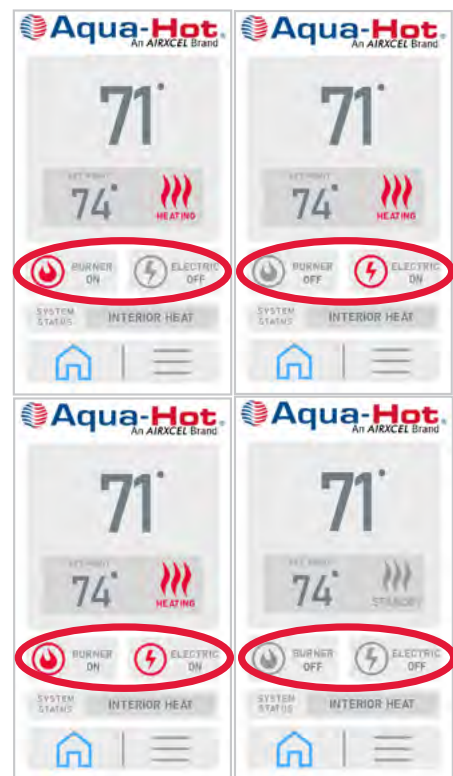 Aqua-Hot.
An AIRXCEL Brand
71°
SET POINT
74°
HEATING
BURNER
ON
ELECTRIC
OFF
SYSTEM
STATUS
INTERIOR HEAT
Aqua-Hot.
An AIRXCEL Brand
71°
SET POINT
74°
HEATING
BURNER
OFF
ELECTRIC
ON
SYSTEM
STATUS
INTERIOR HEAT
Aqua-Hot.
An AIRXCEL Brand
71°
SET POINT
74°
HEATING
BURNER
ON
ELECTRIC
ON
SYSTEM
STATUS
INTERIOR HEAT
Aqua-Hot.
An AIRXCEL Brand
71°
SET POINT
74°
STANDBY
BURNER
OFF
ELECTRIC
OFF
SYSTEM
STATUS
INTERIOR HEAT